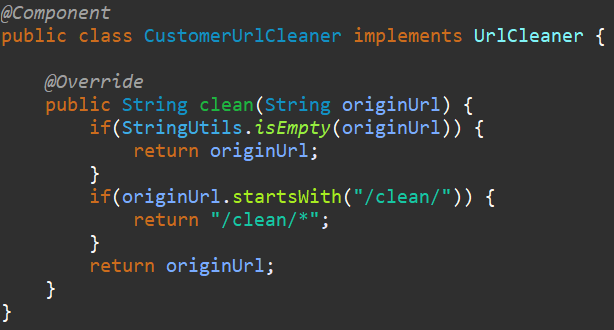 @Component
public class CustomerUrlCleaner implements UrlCleaner {
@Override
public String clean(String originUrl) {
if(StringUtils.isEmpty(originUrl)) {
return originUrl;
}
if(originUrl.startsWith("/clean/")) {
return "/clean/*";
}
return originUrl;
}
}